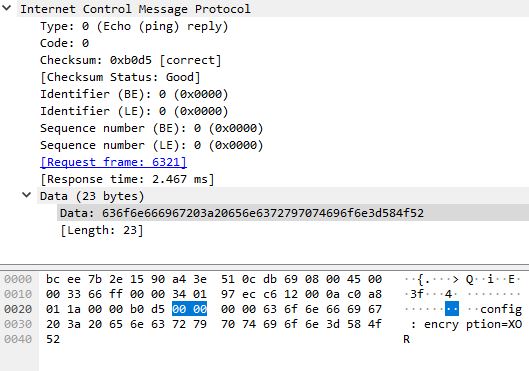 Internet Control Message Protocol
Type: 0 (Echo (ping) reply)
Code: 0
Checksum: 0xb0d5 [correct]
[Checksum Status: Good]
Identifier (BE): 0 (0x0000)
Identifier (LE): 0 (0x0000)
Sequence number (BE): 0 (0x0000)
Sequence number (LE): 0 (0x0000)
[Request frame: 6321]
[Response time: 2.467 ms]
Data (23 bytes)
Data: 636f6e666967203a20656e6372797074696f6e3d584f52
[Length: 23]
0000 bc ee 7b 2e 15 90 a4 3e 51 0c db 69 08 00 45 00 ··{.···> Q··i··E·
0010 00 33 66 ff 00 00 34 01 97 ec c6 12 00 0a c0 a8 ·3f···4· ········
0020 01 1a 00 00 b0 d5 00 00 00 00 63 6f 6e 66 69 67 ········ ··config
0030 20 3a 20 65 6e 63 72 79 70 74 69 6f 6e 3d 58 4f : encry ption=XO
0040 52 R